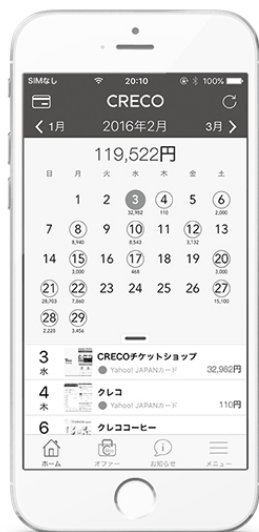 SIMなし 20:10 100%
CRECO
1月 2016年2月 3月
119,522円
日 月 火 水 木 金 土
1 2 3 4 5 6
32,982 110 2,000
7 8 9 10 11 12 13
8,940 8,543 3,132
14 15 16 17 18 19 20
3,000 468 3,000
21 22 23 24 25 26 27
28,703 7,860 15,100
28 29
2,229 3,456
3 CRECOチケットショップ
水 Yahoo! JAPANカード 32,982円
4 クレコ
木 Yahoo! JAPANカード 110円
6 クレココーヒー
ホーム オファー お知らせ メニュー